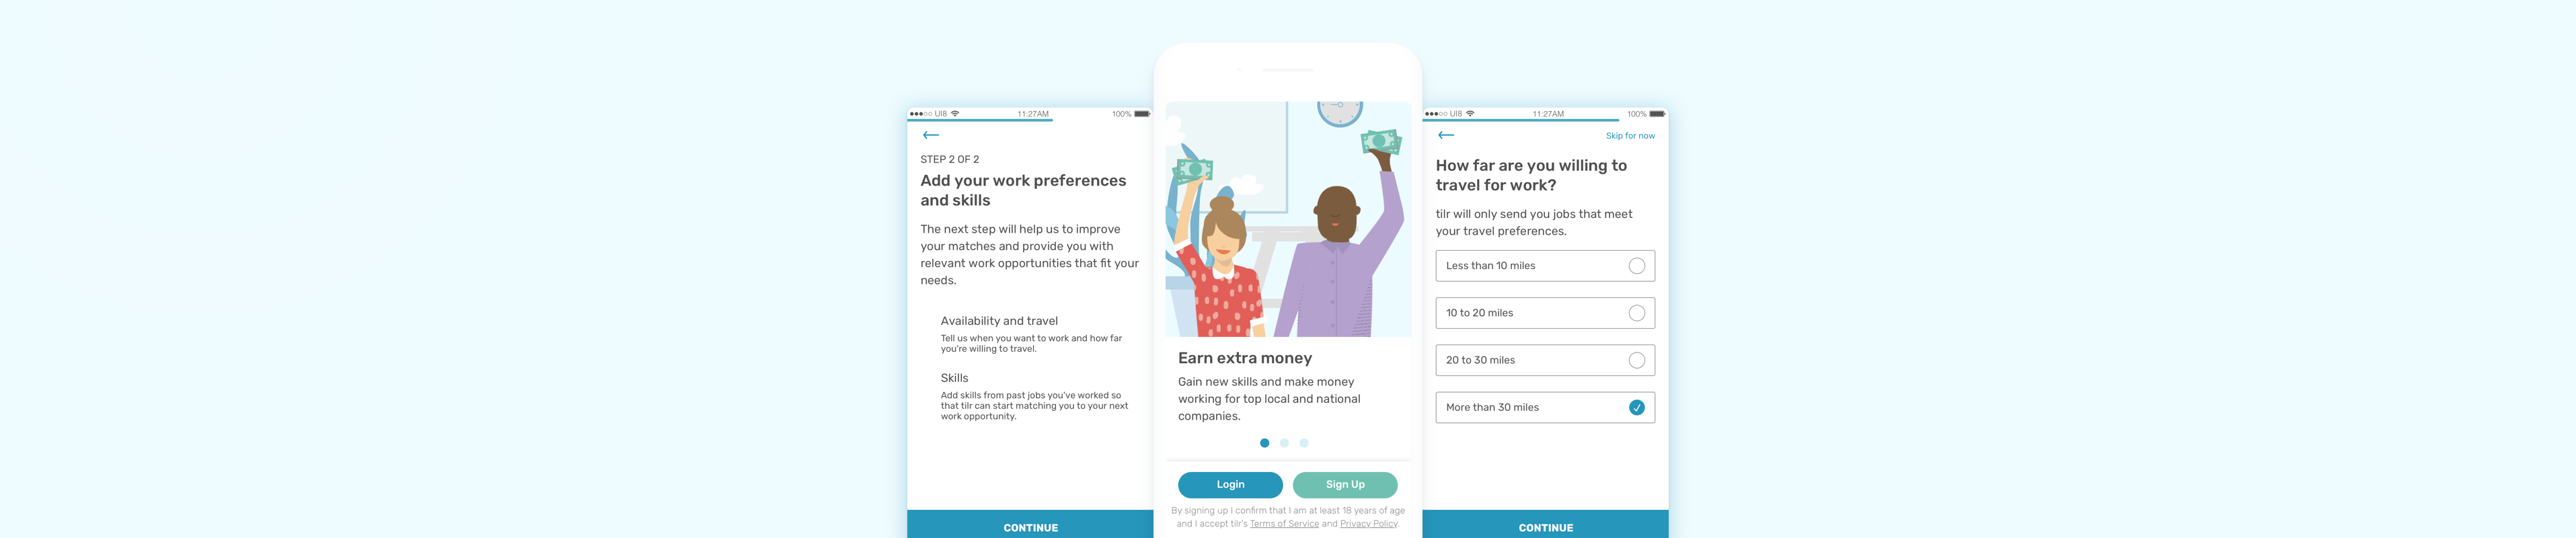 UI8 11:27AM 100%
STEP 2 OF 2
Add your work preferences
and skills
The next step will help us to improve
your matches and provide you with
relevant work opportunities that fit your
needs.
Availability and travel
Tell us when you want to work and how far
you're willing to travel.
Skills
Add skills from past jobs you've worked so
that tilr can start matching you to your next
work opportunity.
CONTINUE
Earn extra money
Gain new skills and make money
working for top local and national
companies.
Login
Sign Up
By signing up I confirm that I am at least 18 years of age
and I accept tilr's Terms of Service and Privacy Policy.
UI8 11:27AM 100%
Skip for now
How far are you willing to
travel for work?
tilr will only send you jobs that meet
your travel preferences.
Less than 10 miles
10 to 20 miles
20 to 30 miles
More than 30 miles
CONTINUE